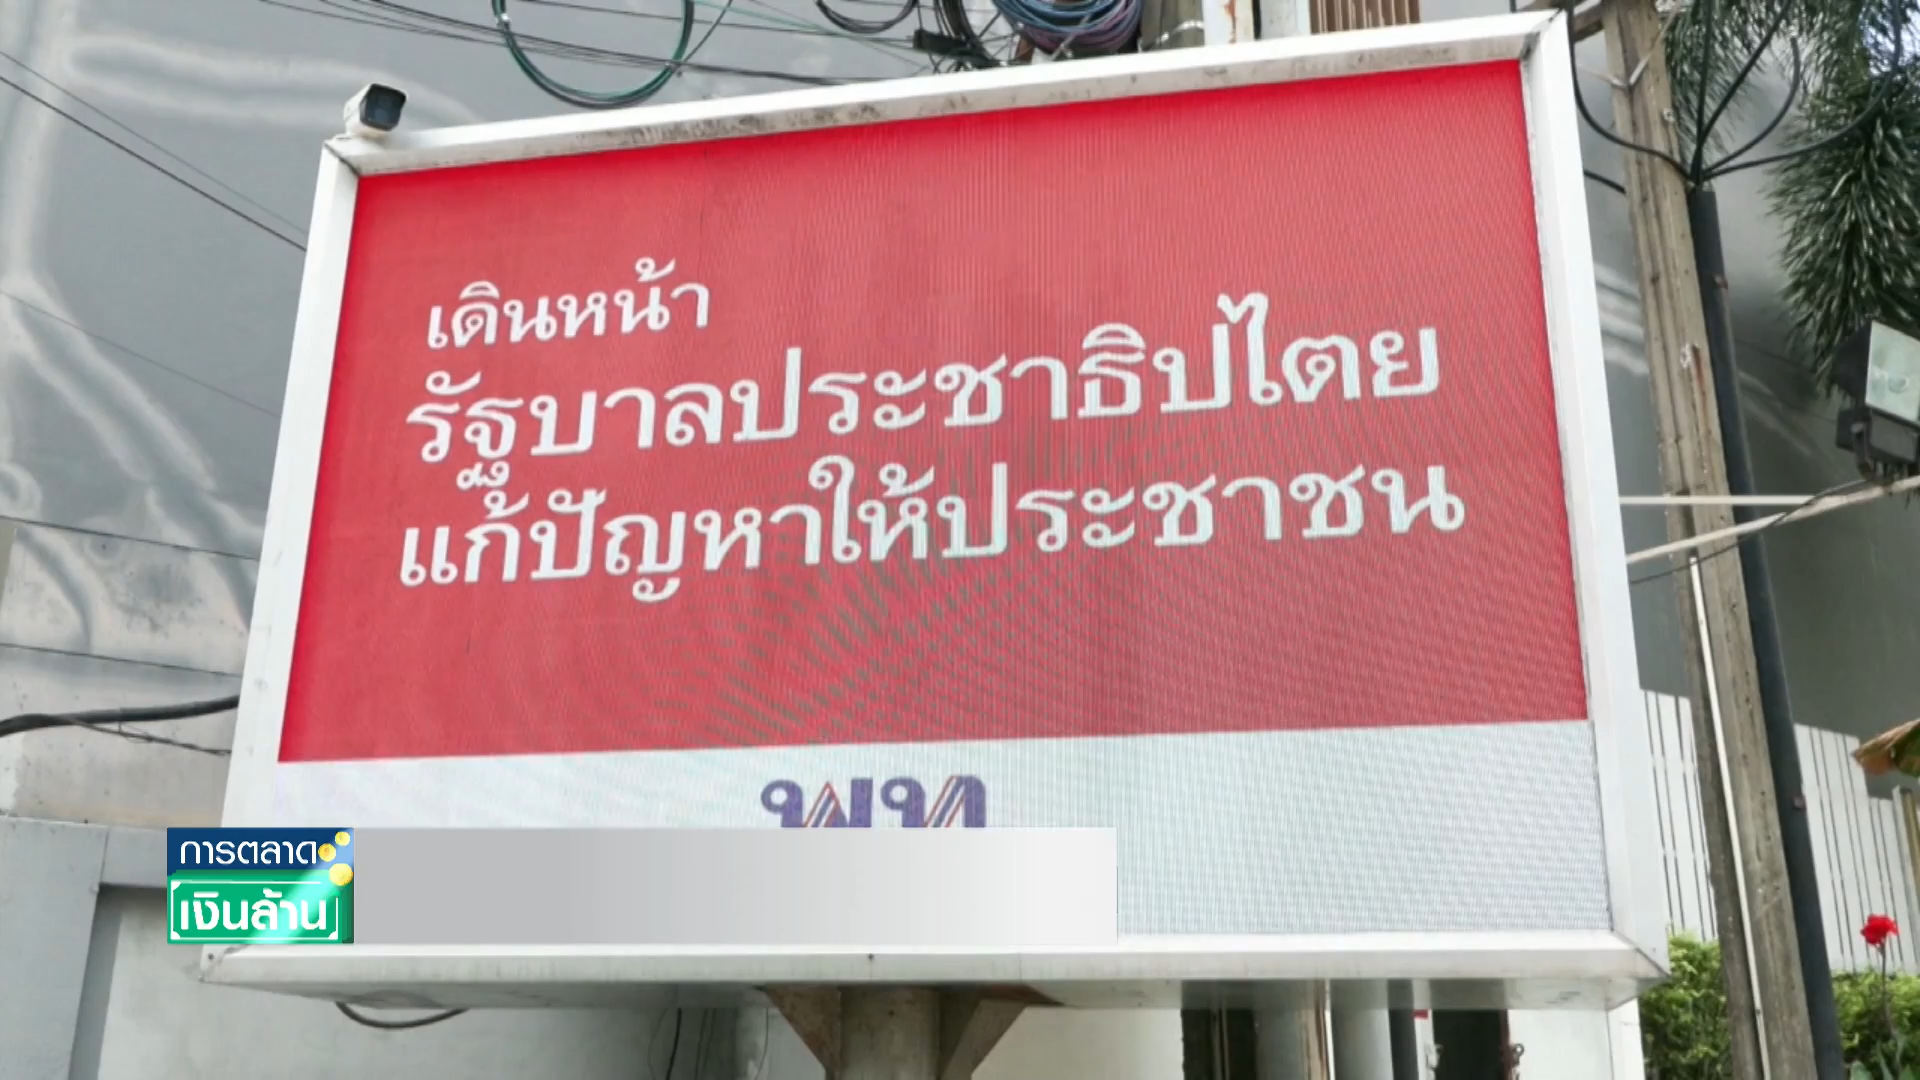 เดินหน้า
รัฐบาลประชาธิปไตย
แก้ปัญหาให้ประชาชน
พท
การตลาด
เงินล้าน